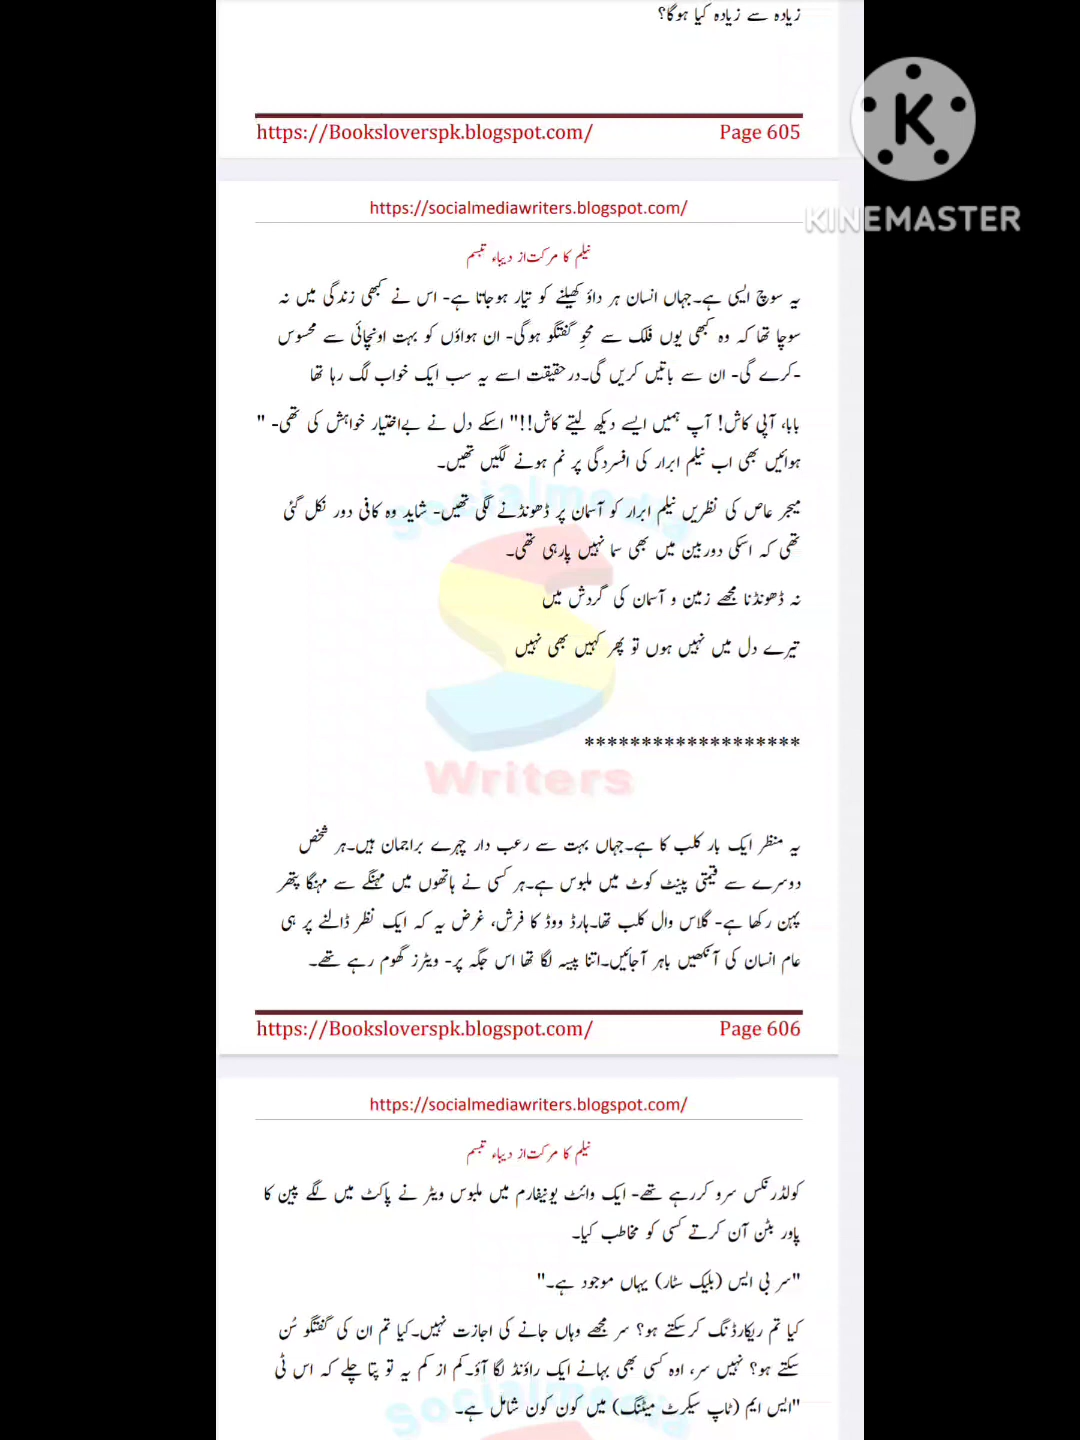 زیادہ سے زیادہ کیا ہوگا؟
https://Booksloverspk.blogspot.com/ Page 605
KINEMASTER
https://socialmediawriters.blogspot.com/
نیلم کا مرکت از دیباء تبسم
یہ سوچ ایسی ہے۔جہاں انسان ہر داؤ کھیلنے کو تیار ہوجاتا ہے- اس نے کبھی زندگی میں نہ
سوچا تھا کہ وہ کبھی یوں فلک سے محوِ گفتگو ہوگی- ان ہواؤں کو بہت اونچائی سے محسوس
-کرے گی- ان سے باتیں کریں گی۔درحقیقت اسے یہ سب ایک خواب لگ رہا تھا
بابا، آپی کاش! آپ ہمیں ایسے دیکھ لیتے کاش!!" اسکے دل نے بےاختیار خواہش کی تھی- "
ہوائیں بھی اب نیلم ابرار کی افسردگی پر نم ہونے لگیں تھیں۔
میجر عاص کی نظریں نیلم ابرار کو آسمان پر ڈھونڈنے لگی تھیں- شاید وہ کافی دور نکل گئی
تھی کہ اسکی دوربین میں بھی سما نہیں پارہی تھی۔
نہ ڈھونڈنا مجھے زمین و آسمان کی گردش میں
تیرے دل میں نہیں ہوں تو پھر کہیں بھی نہیں
*******************
Socialmedia
Writers
یہ منظر ایک بار کلب کا ہے۔جہاں بہت سے رعب دار چہرے براجمان ہیں۔ہر شخص
دوسرے سے قیمتی پینٹ کوٹ میں ملبوس ہے۔ہر کسی نے ہاتھوں میں مہنگے سے مہنگا پتھر
پہن رکھا ہے- گلاس وال کلب تھا۔ہارڈ ووڈ کا فرش، غرض یہ کہ ایک نظر ڈالنے پر ہی
عام انسان کی آنکھیں باہر آجائیں۔اتنا پیسہ لگا تھا اس جگہ پر- ویٹرز گھوم رہے تھے۔
https://Booksloverspk.blogspot.com/ Page 606
https://socialmediawriters.blogspot.com/
نیلم کا مرکت از دیباء تبسم
کولڈرنکس سرو کررہے تھے- ایک وائٹ یونیفارم میں ملبوس ویٹر نے پاکٹ میں لگے پین کا
پاور بٹن آن کرتے کسی کو مخاطب کیا۔
"سر بی ایس (بلیک سٹار) یہاں موجود ہے۔"
کیا تم ریکارڈنگ کرسکتے ہو؟ سر مجھے وہاں جانے کی اجازت نہیں۔کیا تم ان کی گفتگو سُن
سکتے ہو؟ نہیں سر، اوہ کسی بھی بہانے ایک راؤنڈ لگا آؤ۔کم از کم یہ تو پتا چلے کہ اس ٹی
"ایس ایم (ٹاپ سیکرٹ میٹنگ) میں کون کون شامل ہے۔
Socialmedia